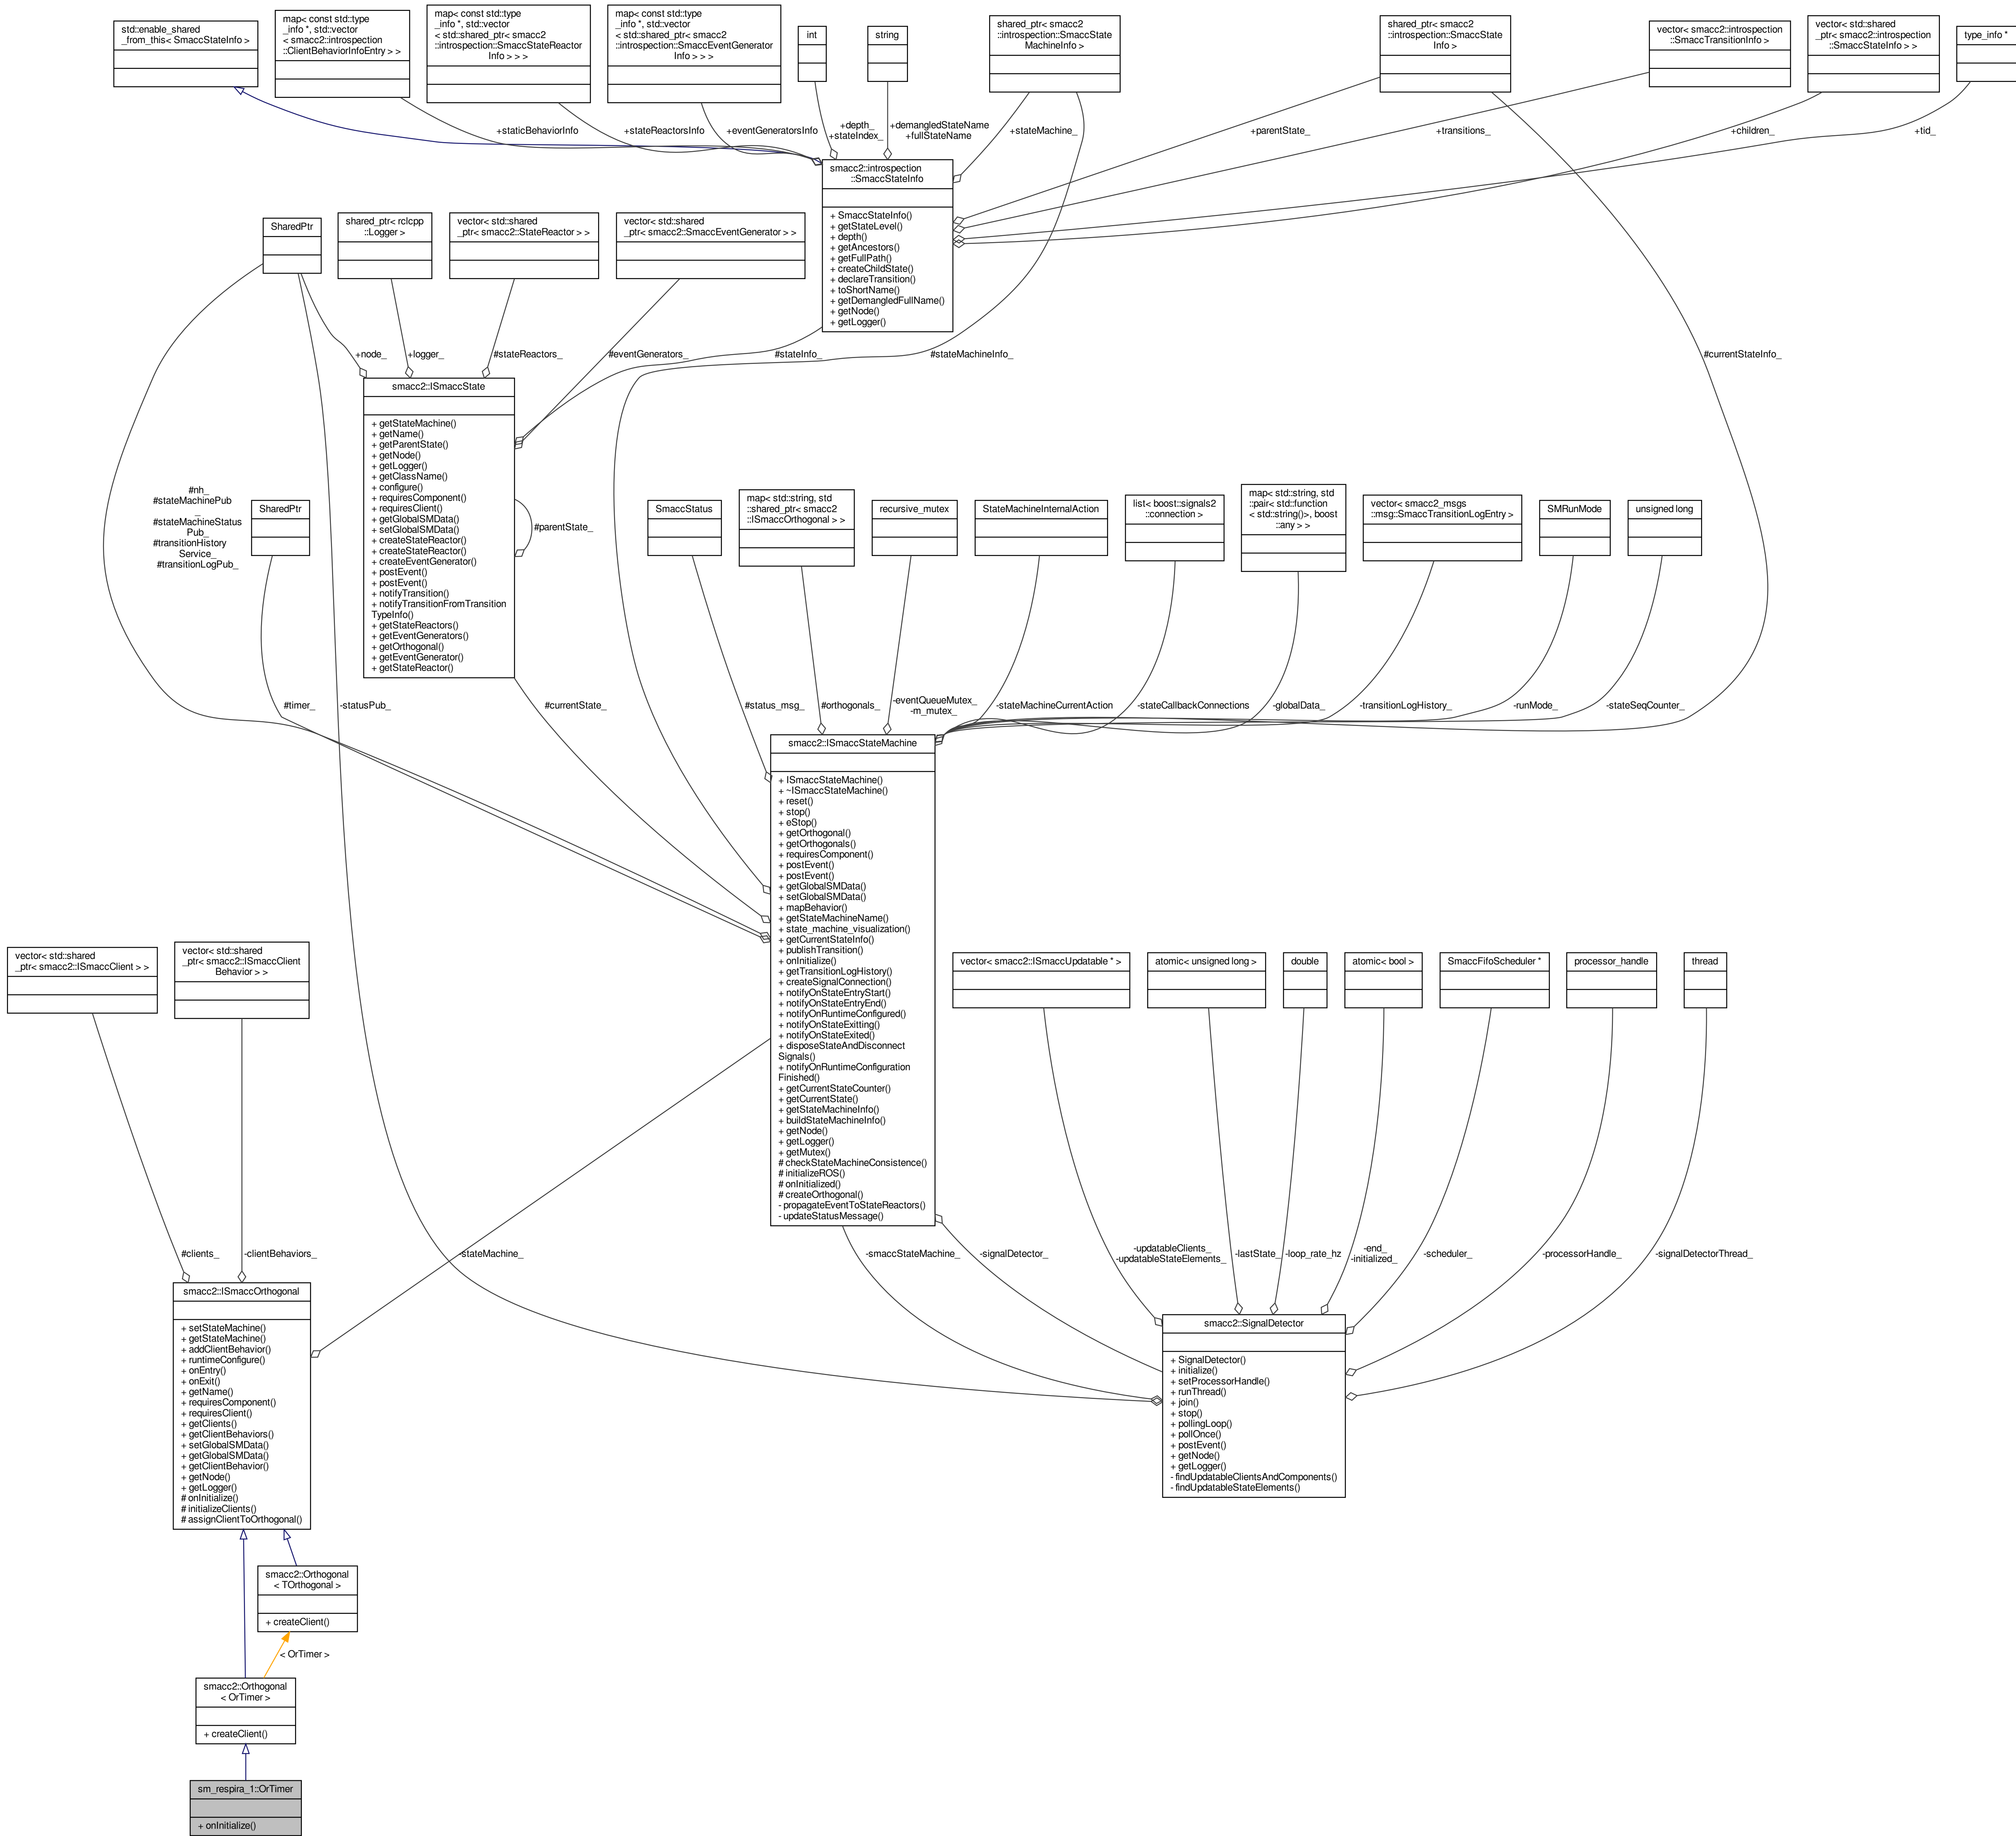 std::enable_shared
_from_this< SmaccStateInfo >
map< const std::type
_info *, std::vector
< smacc2::introspection
::ClientBehaviorInfoEntry > >
map< const std::type
_info *, std::vector
< std::shared_ptr< smacc2
::introspection::SmaccStateReactor
Info > > >
map< const std::type
_info *, std::vector
< std::shared_ptr< smacc2
::introspection::SmaccEventGenerator
Info > > >
int
string
shared_ptr< smacc2
::introspection::SmaccState
MachineInfo >
shared_ptr< smacc2
::introspection::SmaccState
Info >
vector< smacc2::introspection
::SmaccTransitionInfo >
vector< std::shared
_ptr< smacc2::introspection
::SmaccStateInfo > >
type_info *
+staticBehaviorInfo
+stateReactorsInfo
+eventGeneratorsInfo
+depth_
+stateIndex_
+demangledStateName
+fullStateName
+stateMachine_
+parentState_
+transitions_
+children_
+tid_
smacc2::introspection
::SmaccStateInfo
+ SmaccStateInfo()
+ getStateLevel()
+ depth()
+ getAncestors()
+ getFullPath()
+ createChildState()
+ declareTransition()
+ toShortName()
+ getDemangledFullName()
+ getNode()
+ getLogger()
SharedPtr
shared_ptr< rclcpp
::Logger >
vector< std::shared
_ptr< smacc2::StateReactor > >
vector< std::shared
_ptr< smacc2::SmaccEventGenerator > >
+node_
+logger_
#stateReactors_
#eventGenerators_
#stateInfo_
#stateMachineInfo_
#currentStateInfo_
smacc2::ISmaccState
+ getStateMachine()
+ getName()
+ getParentState()
+ getNode()
+ getLogger()
+ getClassName()
+ configure()
+ requiresComponent()
+ requiresClient()
+ getGlobalSMData()
+ setGlobalSMData()
+ createStateReactor()
+ createStateReactor()
+ createEventGenerator()
+ postEvent()
+ postEvent()
+ notifyTransition()
+ notifyTransitionFromTransition
TypeInfo()
+ getStateReactors()
+ getEventGenerators()
+ getOrthogonal()
+ getEventGenerator()
+ getStateReactor()
#parentState_
#nh_
#stateMachinePub
_
#stateMachineStatus
Pub_
#transitionHistory
Service_
#transitionLogPub_
SharedPtr
SmaccStatus
map< std::string, std
::shared_ptr< smacc2
::ISmaccOrthogonal > >
recursive_mutex
StateMachineInternalAction
list< boost::signals2
::connection >
map< std::string, std
::pair< std::function
< std::string()>, boost
::any > >
vector< smacc2_msgs
::msg::SmaccTransitionLogEntry >
SMRunMode
unsigned long
#timer_
-statusPub_
#currentState_
#status_msg_
#orthogonals_
-eventQueueMutex_
-m_mutex_
-stateMachineCurrentAction
-stateCallbackConnections
-globalData_
-transitionLogHistory_
-runMode_
-stateSeqCounter_
smacc2::ISmaccStateMachine
+ ISmaccStateMachine()
+ ~ISmaccStateMachine()
+ reset()
+ stop()
+ eStop()
+ getOrthogonal()
+ getOrthogonals()
+ requiresComponent()
+ postEvent()
+ postEvent()
+ getGlobalSMData()
+ setGlobalSMData()
+ mapBehavior()
+ getStateMachineName()
+ state_machine_visualization()
+ getCurrentStateInfo()
+ publishTransition()
+ onInitialize()
+ getTransitionLogHistory()
+ createSignalConnection()
+ notifyOnStateEntryStart()
+ notifyOnStateEntryEnd()
+ notifyOnRuntimeConfigured()
+ notifyOnStateExitting()
+ notifyOnStateExited()
+ disposeStateAndDisconnect
Signals()
+ notifyOnRuntimeConfiguration
Finished()
+ getCurrentStateCounter()
+ getCurrentState()
+ getStateMachineInfo()
+ buildStateMachineInfo()
+ getNode()
+ getLogger()
+ getMutex()
# checkStateMachineConsistence()
# initializeROS()
# onInitialized()
# createOrthogonal()
- propagateEventToStateReactors()
- updateStatusMessage()
vector< std::shared
_ptr< smacc2::ISmaccClient > >
vector< std::shared
_ptr< smacc2::ISmaccClient
Behavior > >
vector< smacc2::ISmaccUpdatable * >
atomic< unsigned long >
double
atomic< bool >
SmaccFifoScheduler *
processor_handle
thread
#clients_
-clientBehaviors_
-stateMachine_
-smaccStateMachine_
-signalDetector_
-updatableClients_
-updatableStateElements_
-lastState_
-loop_rate_hz
-end_
-initialized_
-scheduler_
-processorHandle_
-signalDetectorThread_
smacc2::ISmaccOrthogonal
+ setStateMachine()
+ getStateMachine()
+ addClientBehavior()
+ runtimeConfigure()
+ onEntry()
+ onExit()
+ getName()
+ requiresComponent()
+ requiresClient()
+ getClients()
+ getClientBehaviors()
+ setGlobalSMData()
+ getGlobalSMData()
+ getClientBehavior()
+ getNode()
+ getLogger()
# onInitialize()
# initializeClients()
# assignClientToOrthogonal()
smacc2::SignalDetector
+ SignalDetector()
+ initialize()
+ setProcessorHandle()
+ runThread()
+ join()
+ stop()
+ pollingLoop()
+ pollOnce()
+ postEvent()
+ getNode()
+ getLogger()
- findUpdatableClientsAndComponents()
- findUpdatableStateElements()
smacc2::Orthogonal
< TOrthogonal >
+ createClient()
< OrTimer >
smacc2::Orthogonal
< OrTimer >
+ createClient()
sm_respira_1::OrTimer
+ onInitialize()